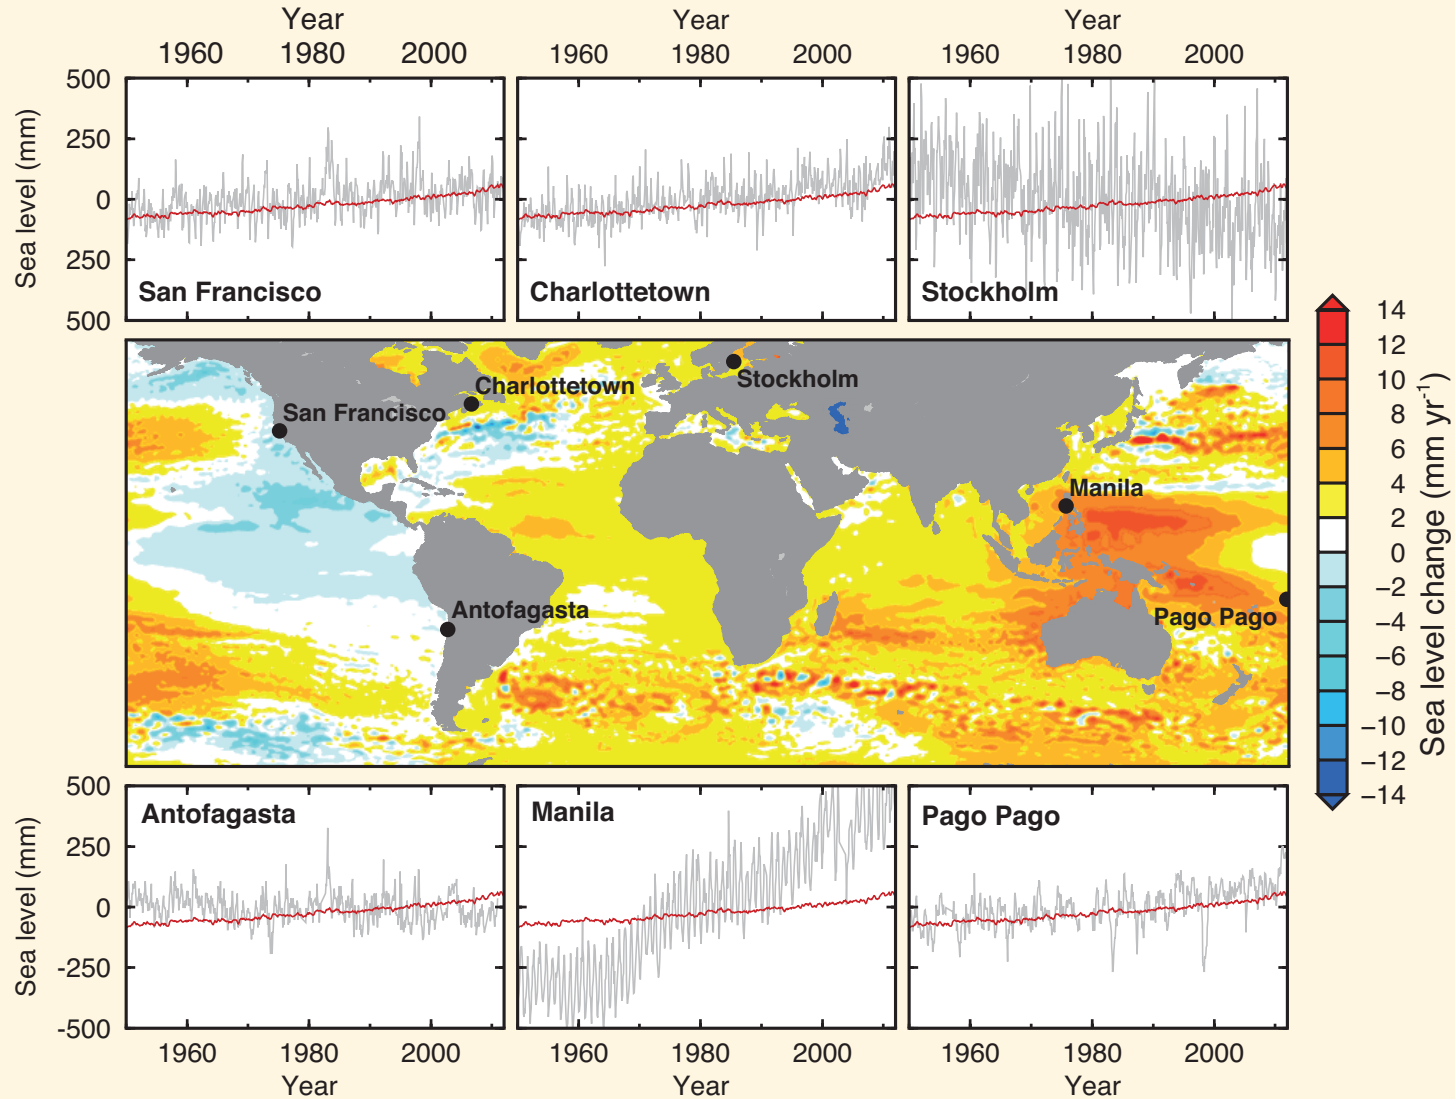 Year Year Year
1960 1980 2000 1960 1980 2000 1960 1980 2000
500
250
0
250
500
Sea level (mm)
San Francisco
Charlottetown
Stockholm
Charlottetown
Stockholm
San Francisco
Manila
Antofagasta
Pago Pago
14
12
10
8
6
4
2
0
−2
−4
−6
−8
−10
−12
−14
Sea level change (mm yr-1)
500
250
0
-250
-500
Sea level (mm)
Antofagasta
Manila
Pago Pago
1960 1980 2000 1960 1980 2000 1960 1980 2000
Year Year Year